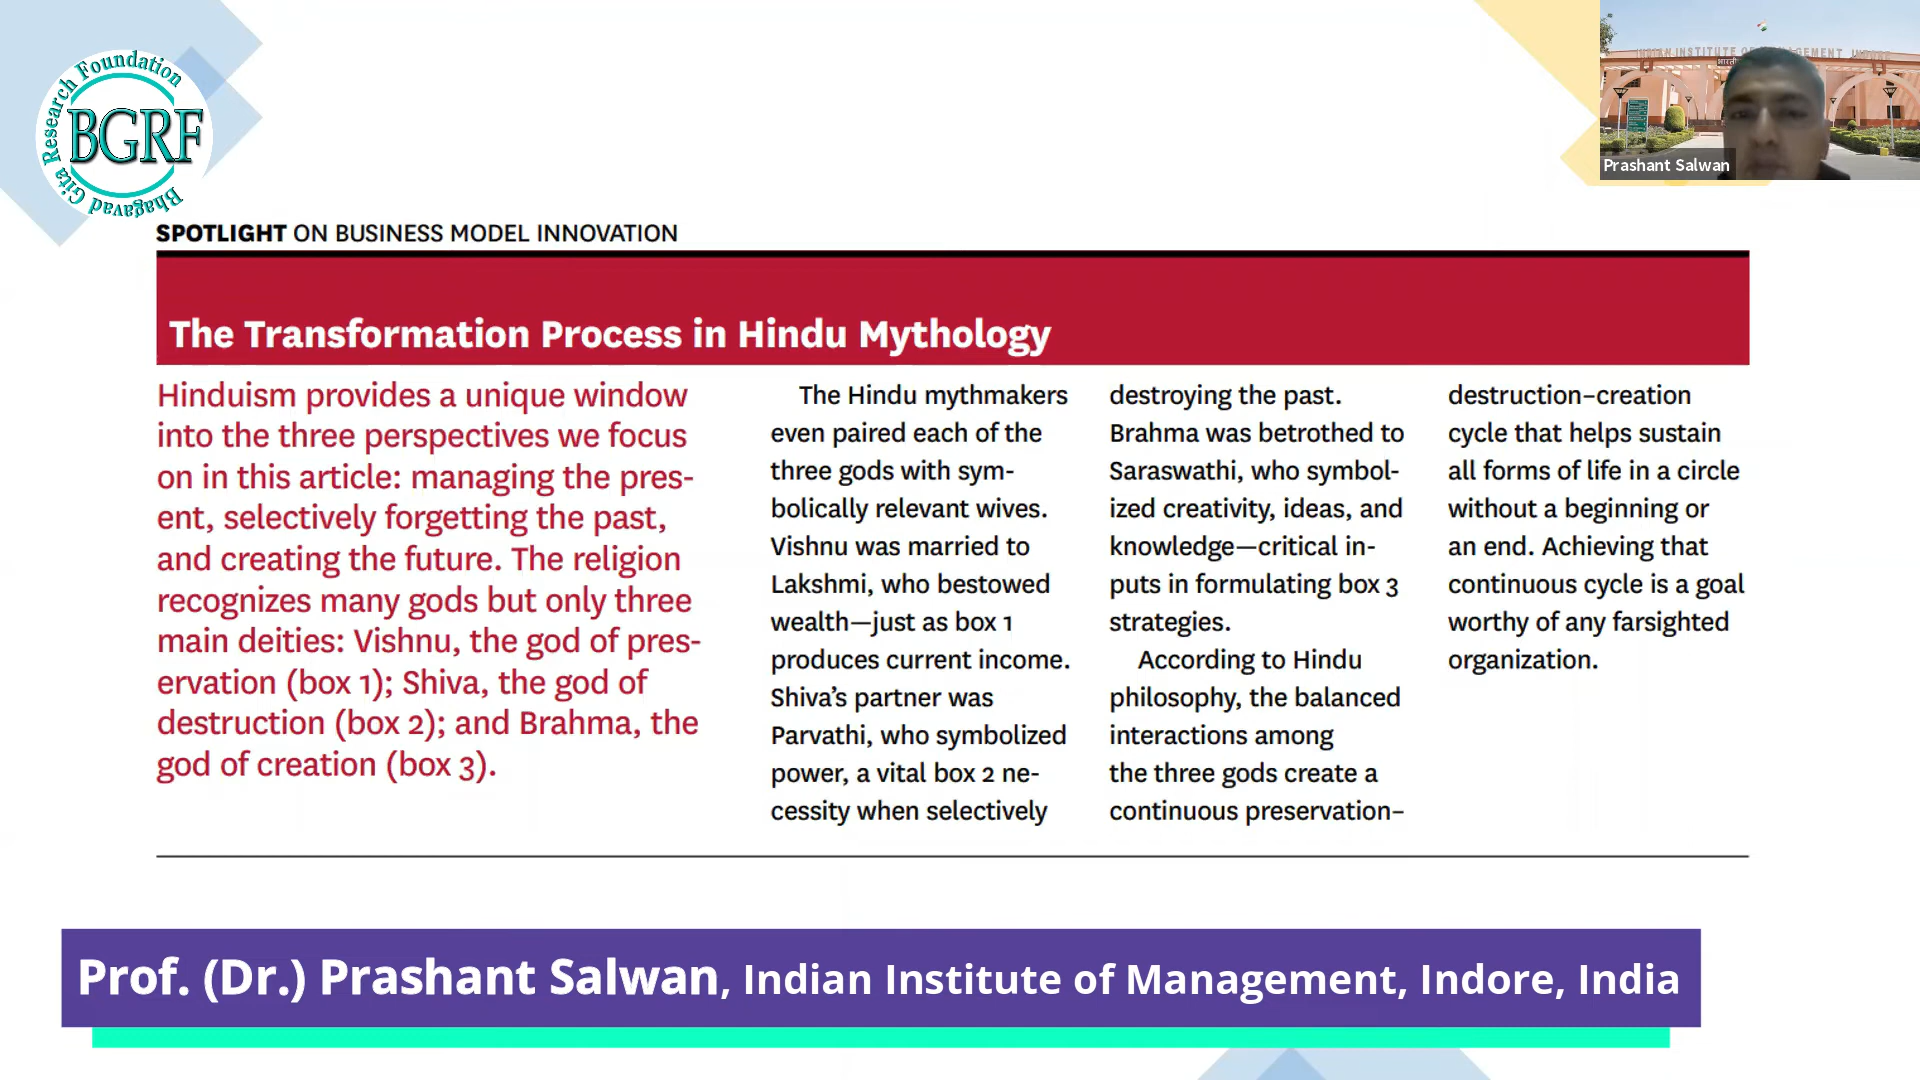 Bhagavad Gita Research Foundation
BGRF
INDIAN INSTITUTE OF MANAGEMENT INDORE
Prashant Salwan
SPOTLIGHT ON BUSINESS MODEL INNOVATION
The Transformation Process in Hindu Mythology
Hinduism provides a unique window
into the three perspectives we focus
on in this article: managing the pres-
ent, selectively forgetting the past,
and creating the future. The religion
recognizes many gods but only three
main deities: Vishnu, the god of pres-
ervation (box 1); Shiva, the god of
destruction (box 2); and Brahma, the
god of creation (box 3).
The Hindu mythmakers
even paired each of the
three gods with sym-
bolically relevant wives.
Vishnu was married to
Lakshmi, who bestowed
wealth—just as box 1
produces current income.
Shiva’s partner was
Parvathi, who symbolized
power, a vital box 2 ne-
cessity when selectively
destroying the past.
Brahma was betrothed to
Saraswathi, who symbol-
ized creativity, ideas, and
knowledge—critical in-
puts in formulating box 3
strategies.
According to Hindu
philosophy, the balanced
interactions among
the three gods create a
continuous preservation–
destruction–creation
cycle that helps sustain
all forms of life in a circle
without a beginning or
an end. Achieving that
continuous cycle is a goal
worthy of any farsighted
organization.
Prof. (Dr.) Prashant Salwan, Indian Institute of Management, Indore, India